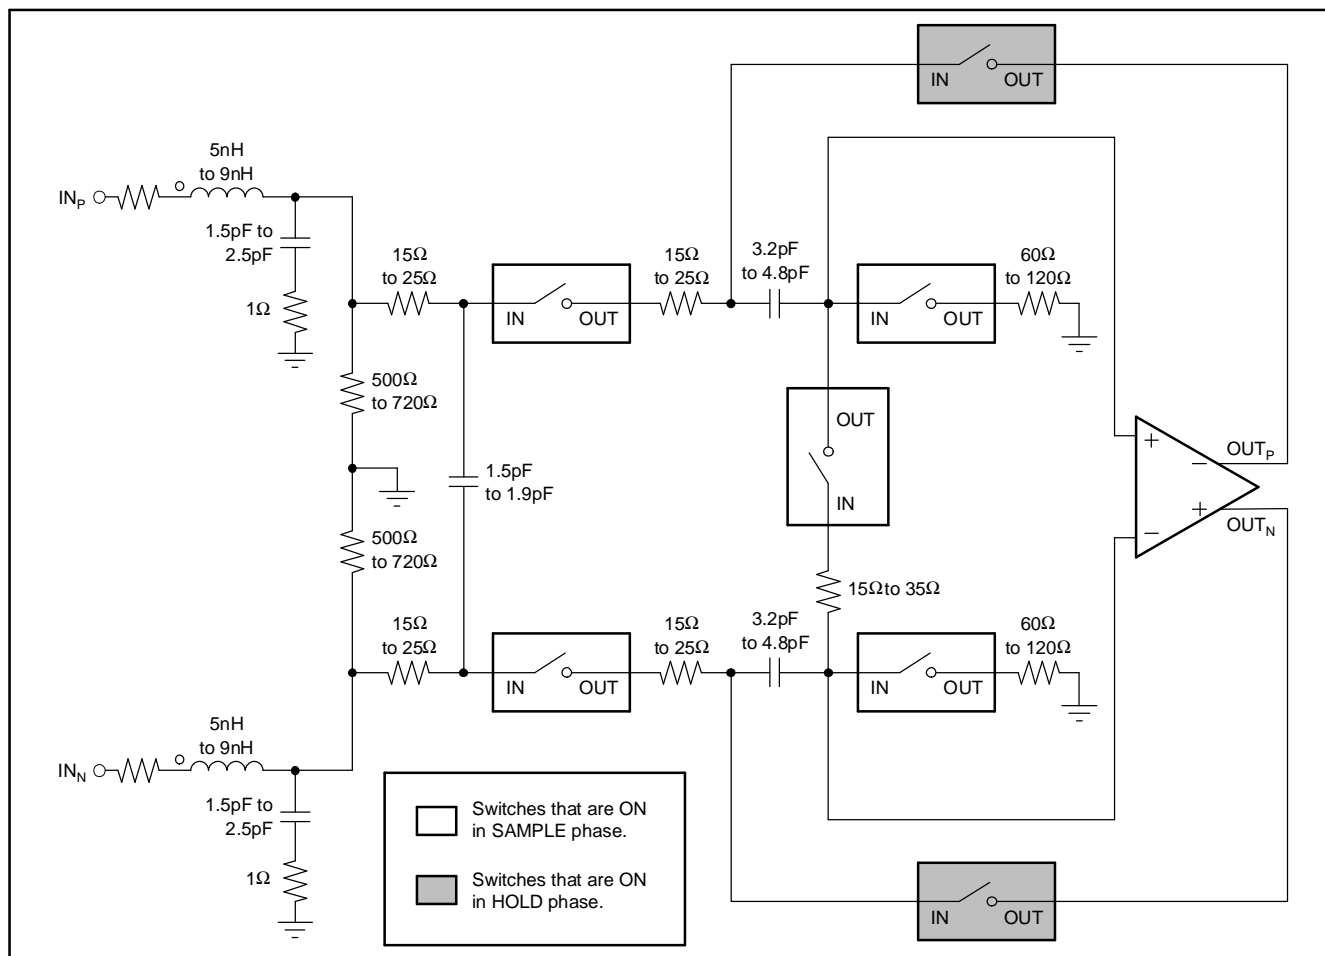 IN OUT
5nH
to 9nH
INP
1.5pF to
2.5pF
1Ω
15Ω
to 25Ω
IN OUT
15Ω
to 25Ω
3.2pF
to 4.8pF
IN OUT
60Ω
to 120Ω
500Ω
to 720Ω
OUT
IN
1.5pF
to 1.9pF
+
−
−
+
OUTP
OUTN
500Ω
to 720Ω
15Ω to 35Ω
15Ω
to 25Ω
IN OUT
15Ω
to 25Ω
3.2pF
to 4.8pF
IN OUT
60Ω
to 120Ω
5nH
to 9nH
INN
1.5pF to
2.5pF
1Ω
Switches that are ON
in SAMPLE phase.
Switches that are ON
in HOLD phase.
IN OUT